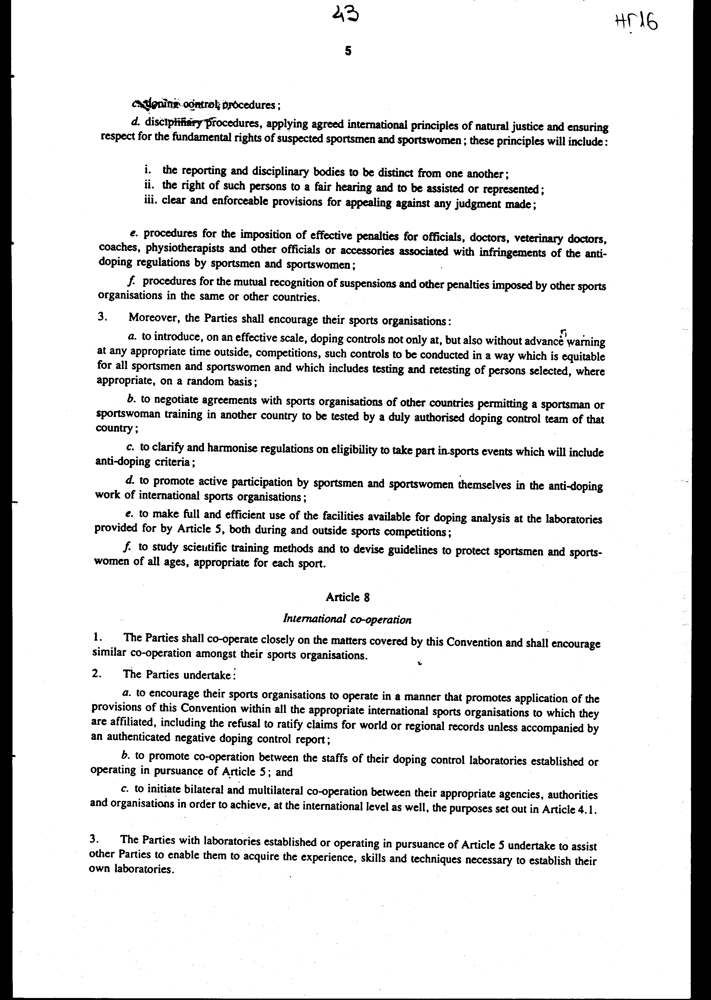 43
5
c. doping control procedures;
d. disciplinary procedures, applying agreed international principles of natural justice and ensuring
respect for the fundamental rights of suspected sportsmen and sportswomen; these principles will include:
i. the reporting and disciplinary bodies to be distinct from one another;
ii. the right of such persons to a fair hearing and to be assisted or represented;
iii. clear and enforceable provisions for appealing against any judgment made;
e. procedures for the imposition of effective penalties for officials, doctors, veterinary doctors,
coaches, physiotherapists and other officials or accessories associated with infringements of the anti-
doping regulations by sportsmen and sportswomen;
f. procedures for the mutual recognition of suspensions and other penalties imposed by other sports
organisations in the same or other countries.
3. Moreover, the Parties shall encourage their sports organisations:
a. to introduce, on an effective scale, doping controls not only at, but also without advance warning
at any appropriate time outside, competitions, such controls to be conducted in a way which is equitable
for all sportsmen and sportswomen and which includes testing and retesting of persons selected, where
appropriate, on a random basis;
b. to negotiate agreements with sports organisations of other countries permitting a sportsman or
sportswoman training in another country to be tested by a duly authorised doping control team of that
country;
c. to clarify and harmonise regulations on eligibility to take part in sports events which will include
anti-doping criteria;
d. to promote active participation by sportsmen and sportswomen themselves in the anti-doping
work of international sports organisations;
e. to make full and efficient use of the facilities available for doping analysis at the laboratories
provided for by Article 5, both during and outside sports competitions;
f. to study scientific training methods and to devise guidelines to protect sportsmen and sports-
women of all ages, appropriate for each sport.
Article 8
International co-operation
1. The Parties shall co-operate closely on the matters covered by this Convention and shall encourage
similar co-operation amongst their sports organisations.
2. The Parties undertake:
a. to encourage their sports organisations to operate in a manner that promotes application of the
provisions of this Convention within all the appropriate international sports organisations to which they
are affiliated, including the refusal to ratify claims for world or regional records unless accompanied by
an authenticated negative doping control report;
b. to promote co-operation between the staffs of their doping control laboratories established or
operating in pursuance of Article 5; and
c. to initiate bilateral and multilateral co-operation between their appropriate agencies, authorities
and organisations in order to achieve, at the international level as well, the purposes set out in Article 4.1.
3. The Parties with laboratories established or operating in pursuance of Article 5 undertake to assist
other Parties to enable them to acquire the experience, skills and techniques necessary to establish their
own laboratories.